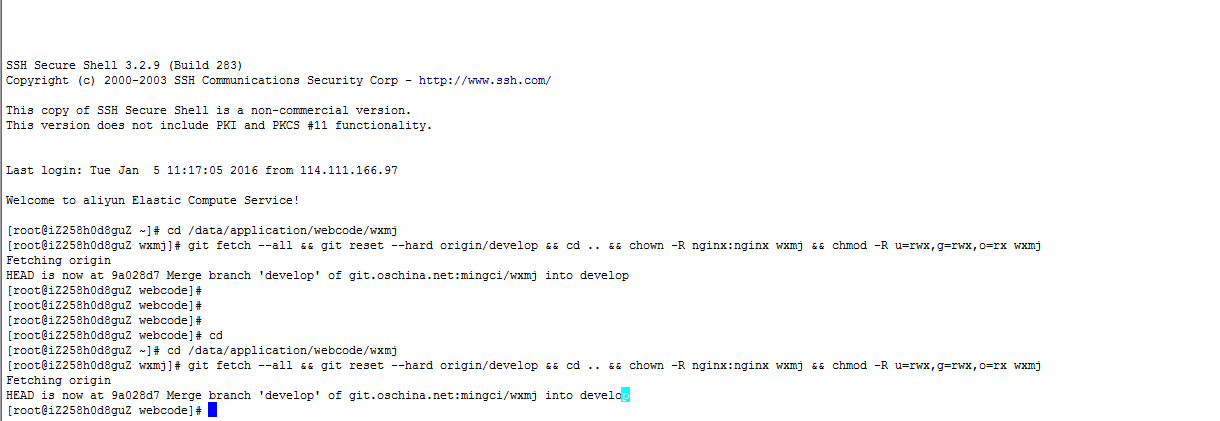 SSH Secure Shell 3.2.9 (Build 283)
Copyright (c) 2000-2003 SSH Communications Security Corp - http://www.ssh.com/
This copy of SSH Secure Shell is a non-commercial version.
This version does not include PKI and PKCS #11 functionality.
Last login: Tue Jan  5 11:17:05 2016 from 114.111.166.97
Welcome to aliyun Elastic Compute Service!
[root@iZ258h0d8guZ ~]# cd /data/application/webcode/wxmj
[root@iZ258h0d8guZ wxmj]# git fetch --all && git reset --hard origin/develop && cd .. && chown -R nginx:nginx wxmj && chmod -R u=rwx,g=rwx,o=rx wxmj
Fetching origin
HEAD is now at 9a028d7 Merge branch 'develop' of git.oschina.net:mingci/wxmj into develop
[root@iZ258h0d8guZ webcode]#
[root@iZ258h0d8guZ webcode]#
[root@iZ258h0d8guZ webcode]#
[root@iZ258h0d8guZ webcode]# cd
[root@iZ258h0d8guZ ~]# cd /data/application/webcode/wxmj
[root@iZ258h0d8guZ wxmj]# git fetch --all && git reset --hard origin/develop && cd .. && chown -R nginx:nginx wxmj && chmod -R u=rwx,g=rwx,o=rx wxmj
Fetching origin
HEAD is now at 9a028d7 Merge branch 'develop' of git.oschina.net:mingci/wxmj into develop
[root@iZ258h0d8guZ webcode]#